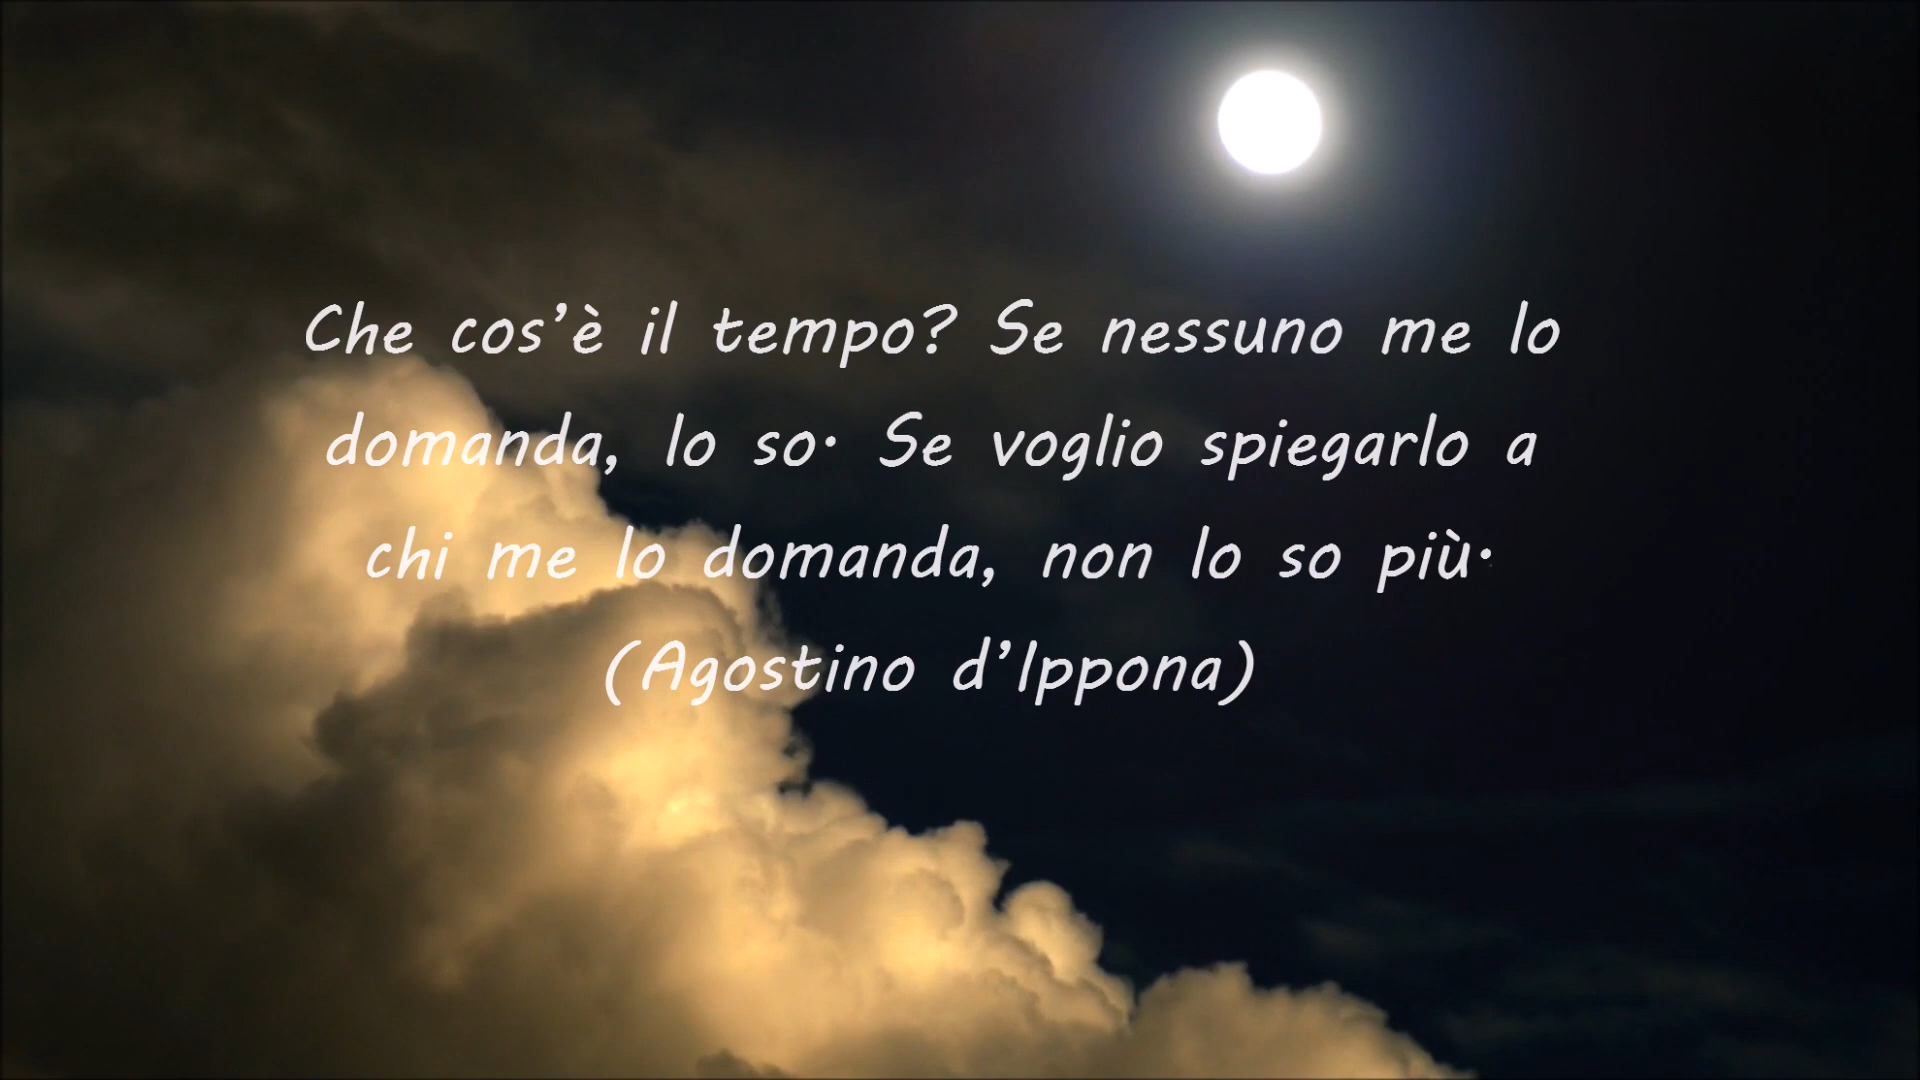 Che cos’è il tempo? Se nessuno me lo
domanda, lo so. Se voglio spiegarlo a
chi me lo domanda, non lo so più.
(Agostino d’Ippona)